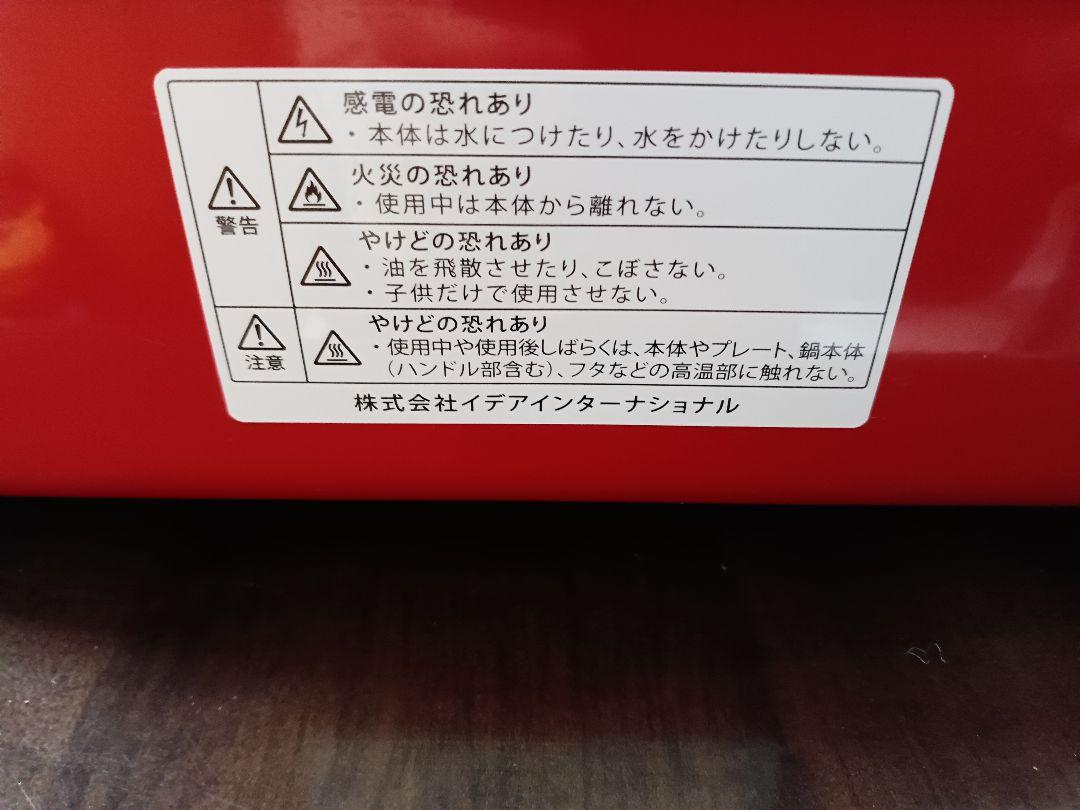 警告
感電の恐れあり
・本体は水につけたり、水をかけたりしない。
火災の恐れあり
・使用中は本体から離れない。
やけどの恐れあり
・油を飛散させたり、こぼさない。
・子供だけで使用させない。
注意
やけどの恐れあり
・使用中や使用後しばらくは、本体やプレート、鍋本体
（ハンドル部含む）、フタなどの高温部に触れない。
株式会社イデアインターナショナル